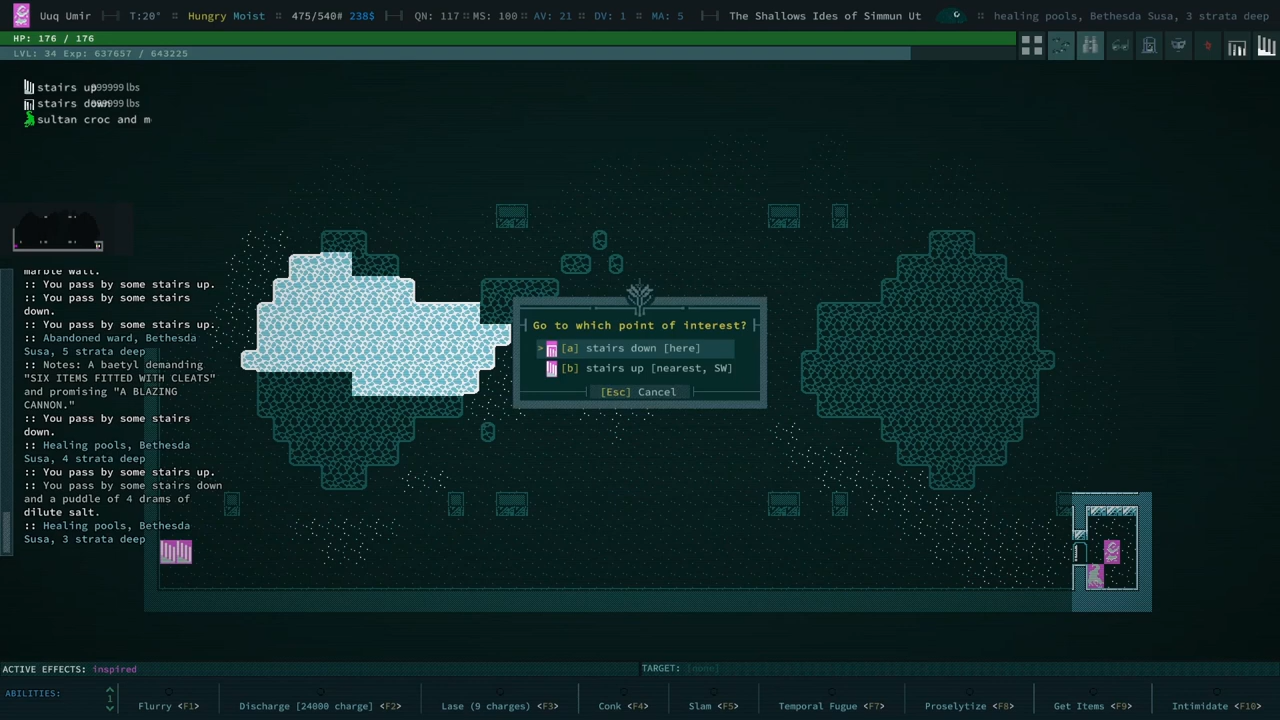 Uuq Umir T:20° :: Hungry Moist :: 475/540# 238$ QN: 117 :: MS: 100 :: AV: 21 :: DV: 1 :: MA: 5 The Shallows Ides of Simmun Ut :: healing pools, Bethesda Susa, 3 strata deep
HP: 176 / 176
LVL: 34 Exp: 637657 / 643225
stairs up 999999 lbs
stairs down 999999 lbs
sultan croc and m
marble wall.
:: You pass by some stairs up.
:: You pass by some stairs
down.
:: You pass by some stairs up.
:: Abandoned ward, Bethesda
Susa, 5 strata deep
:: Notes: A baetyl demanding
"SIX ITEMS FITTED WITH CLEATS"
and promising "A BLAZING
CANNON."
:: You pass by some stairs
down.
:: Healing pools, Bethesda
Susa, 4 strata deep
:: You pass by some stairs up.
:: You pass by some stairs down
and a puddle of 4 drams of
dilute salt.
:: Healing pools, Bethesda
Susa, 3 strata deep
Go to which point of interest?
> [a] stairs down [here]
[b] stairs up [nearest, SW]
[Esc] Cancel
ACTIVE EFFECTS: inspired
TARGET: [none]
ABILITIES: 1 Flurry <F1> Discharge [24000 charge] <F2> Lase (9 charges) <F3> Conk <F4> Slam <F5> Temporal Fugue <F7> Proselytize <F8> Get Items <F9> Intimidate <F10>